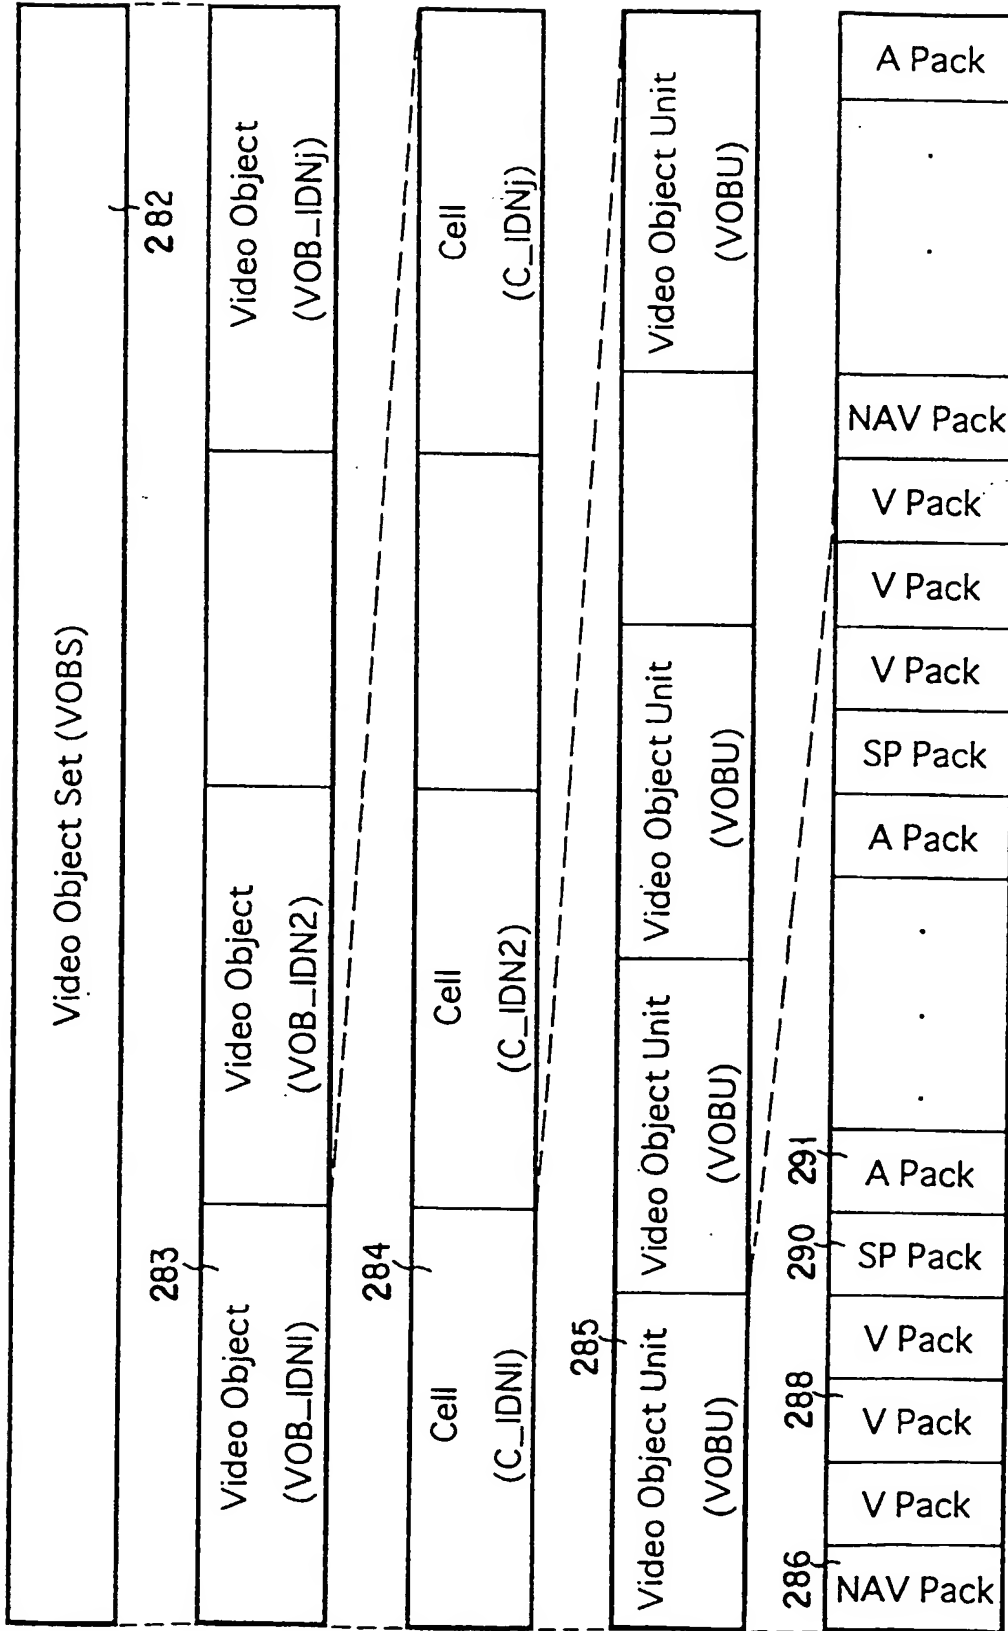 Video Object Set (VOBS)
282
283
Video Object
(VOB_IDN1)
Video Object
(VOB_IDN2)
Video Object
(VOB_IDNj)
284
Cell
(C_IDN1)
Cell
(C_IDN2)
Cell
(C_IDNj)
285
Video Object Unit
(VOBU)
Video Object Unit
(VOBU)
Video Object Unit
(VOBU)
Video Object Unit
(VOBU)
286
288
290
291
NAV Pack
V Pack
V Pack
V Pack
SP Pack
A Pack
. . .
A Pack
SP Pack
V Pack
V Pack
V Pack
NAV Pack
. .
A Pack